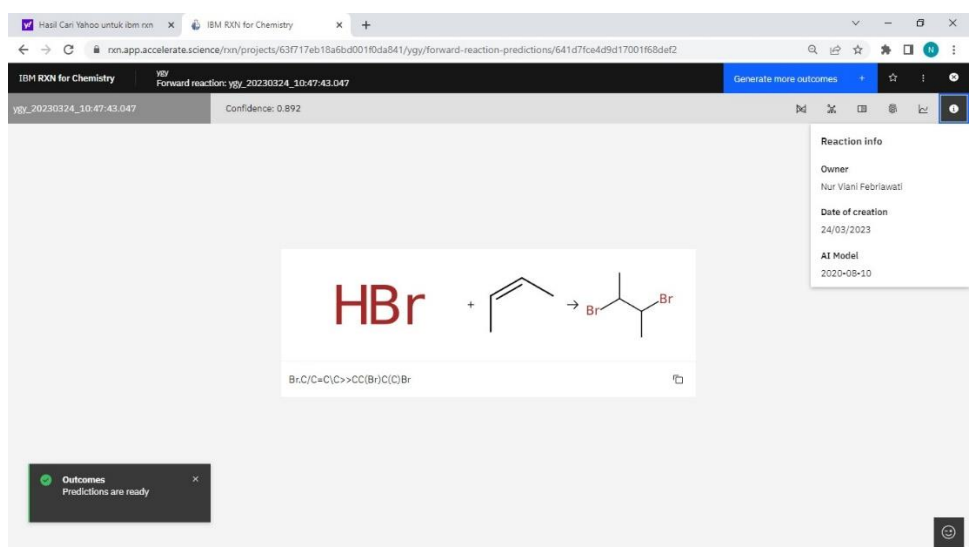 Hasil Cari Yahoo untuk ibm rxn
IBM RXN for Chemistry
rxn.app.accelerate.science/rxn/projects/63f717eb18a6bd001f0da841/ygy/forward-reaction-predictions/641d7fce4d9d17001f68def2
N
IBM RXN for Chemistry
ygy
Forward reaction: ygy_20230324_10:47:43.047
Generate more outcomes +
ygy_20230324_10:47:43.047
Confidence: 0.892
Reaction info
Owner
Nur Viani Febriawati
Date of creation
24/03/2023
AI Model
2020-08-10
HBr + → Br Br
Br.C/C=C\C>>CC(Br)C(C)Br
Outcomes
Predictions are ready